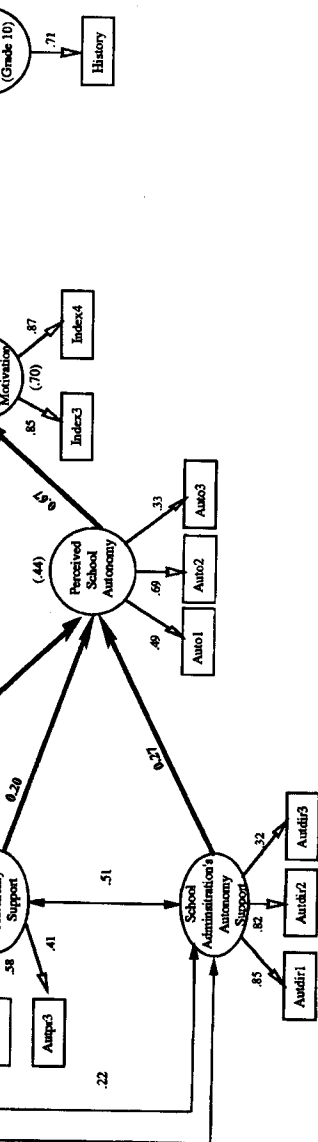 (Grade 10)
.71
History
Motivation
(.70)
.87
.85
Index4
Index3
0.67
(.44)
Perceived
School
Autonomy
.33
.69
.49
Auto3
Auto2
Auto1
0.20
0.27
Support
.58
.41
Autpr3
.51
School
Adminsitration's
Autonomy
Support
.32
.82
.85
Autdir3
Autdir2
Autdir1
.22